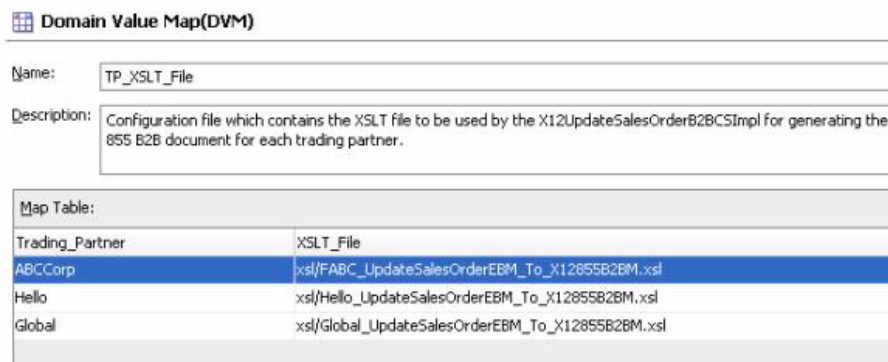 Domain Value Map(DVM)
Name: TP_XSLT_File
Description: Configuration file which contains the XSLT file to be used by the X12UpdateSalesOrderB2BCSImpl for generating the
855 B2B document for each trading partner.
Map Table:
Trading_Partner XSLT_File
ABCCorp xsl/FABC_UpdateSalesOrderEBM_To_X12855B2BM.xsl
Hello xsl/Hello_UpdateSalesOrderEBM_To_X12855B2BM.xsl
Global xsl/Global_UpdateSalesOrderEBM_To_X12855B2BM.xsl